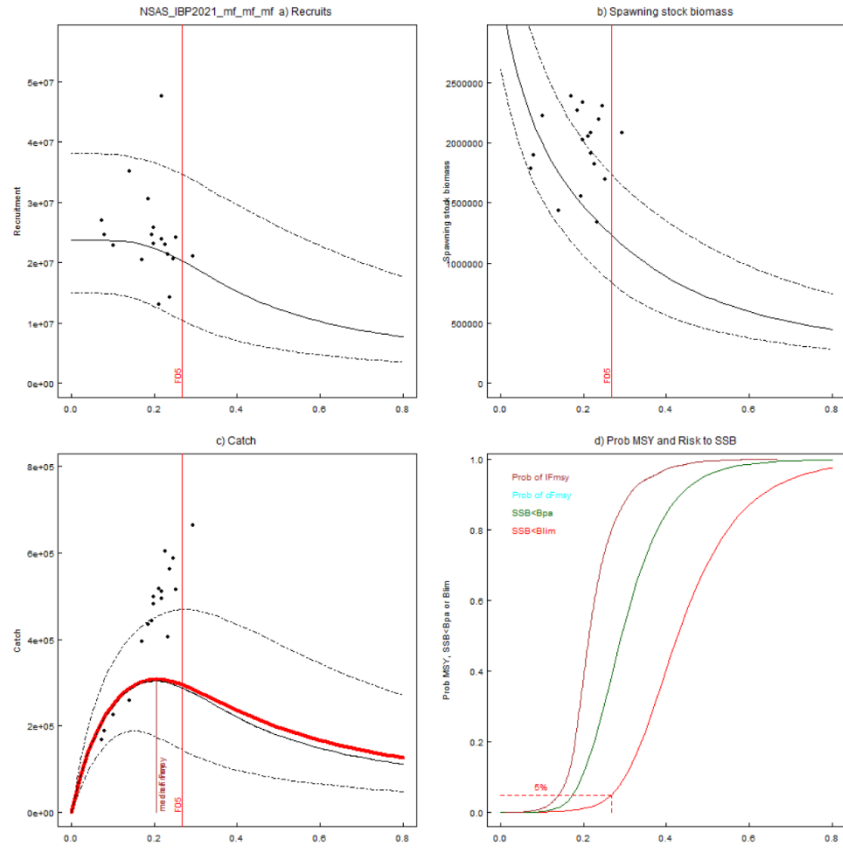 NSAS_IBP2021_mf_mf_mf a) Recruits
Recruitment
5e+07
4e+07
3e+07
2e+07
1e+07
0e+00
F05
0.0 0.2 0.4 0.6 0.8
b) Spawning stock biomass
Spawning stock biomass
2500000
2000000
1500000
1000000
500000
0
F05
0.0 0.2 0.4 0.6 0.8
c) Catch
Catch
8e+05
6e+05
4e+05
2e+05
0e+00
F05
0.0 0.2 0.4 0.6 0.8
d) Prob MSY and Risk to SSB
Prob MSY, SSB<Bpa or Blim
1.0
0.8
0.6
0.4
0.2
0.0
Prob of lFmsy
Prob of cFmsy
SSB<Bpa
SSB<Blim
5%
0.0 0.2 0.4 0.6 0.8